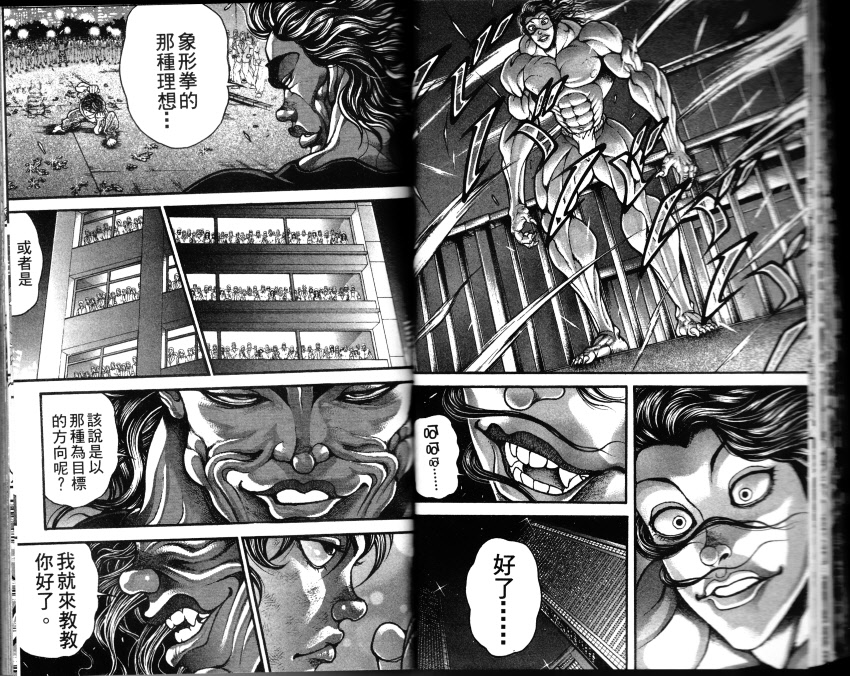 呵呵
呵……
好了……
象形拳的
那種理想…
或者是
該說是以
那種為目標
的方向呢？
我就來教教
你好了。